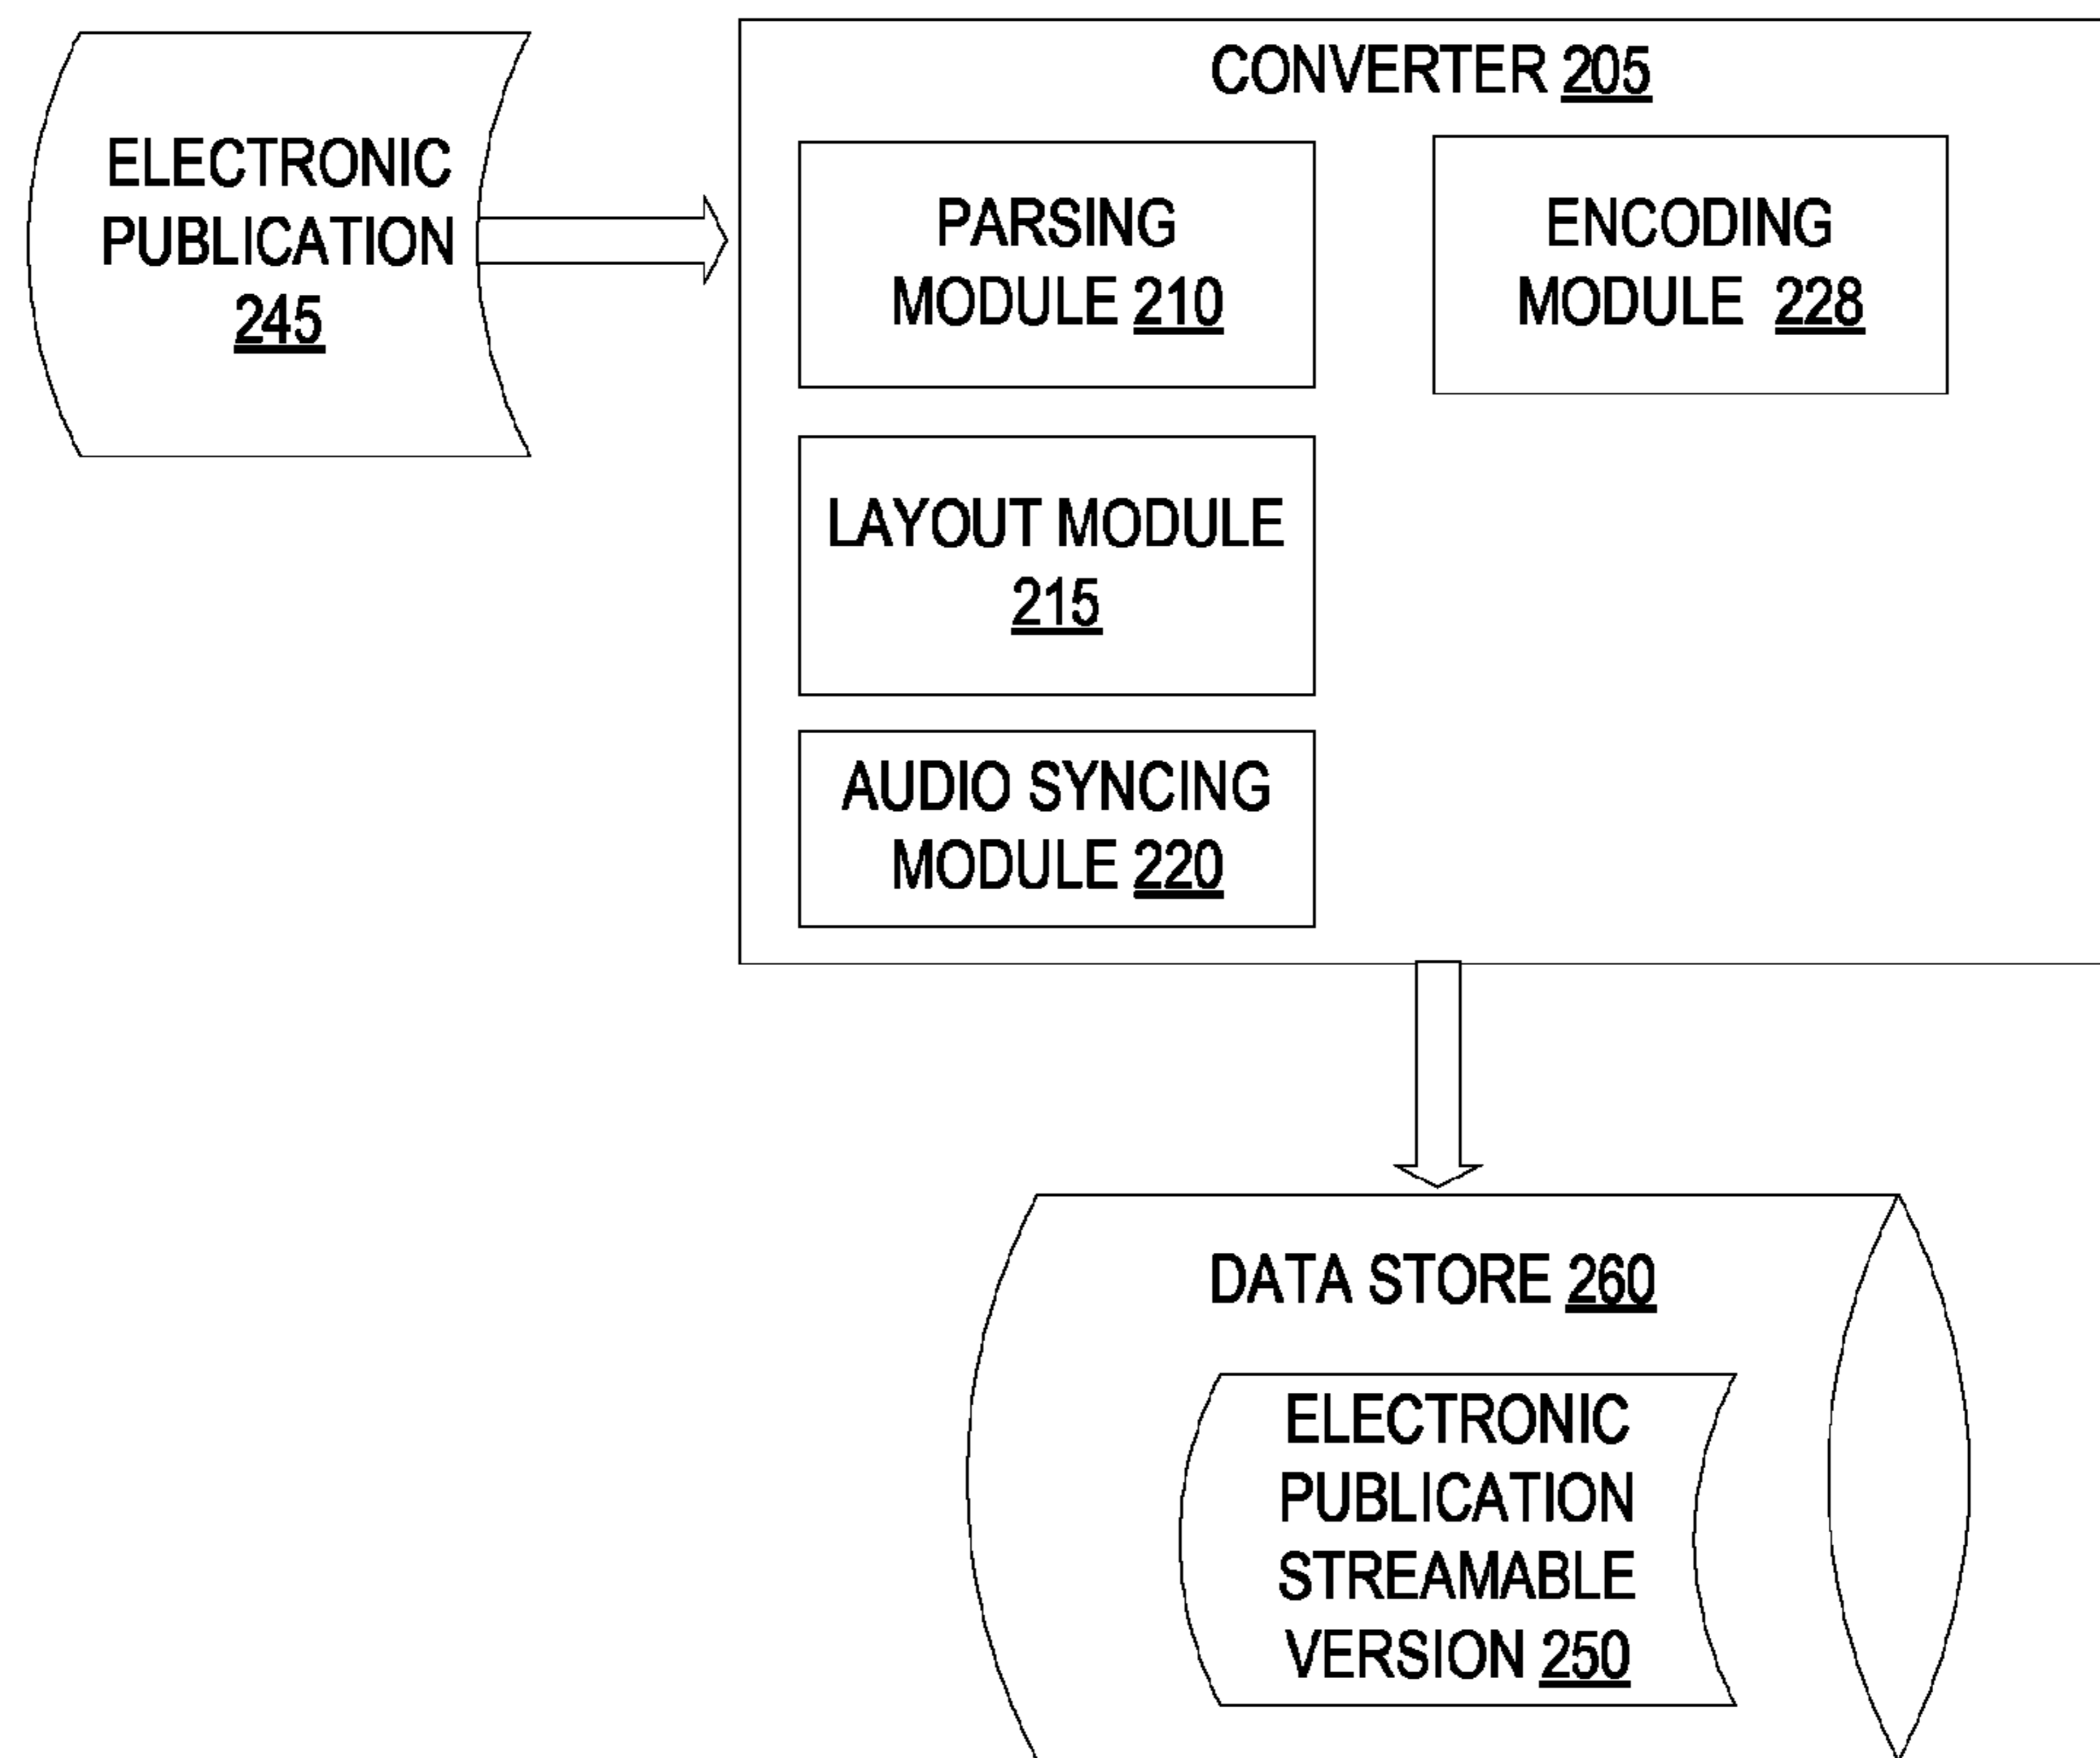 ELECTRONIC
PUBLICATION
245
CONVERTER 205
PARSING
MODULE 210
ENCODING
MODULE 228
LAYOUT MODULE
215
AUDIO SYNCING
MODULE 220
DATA STORE 260
ELECTRONIC
PUBLICATION
STREAMABLE
VERSION 250